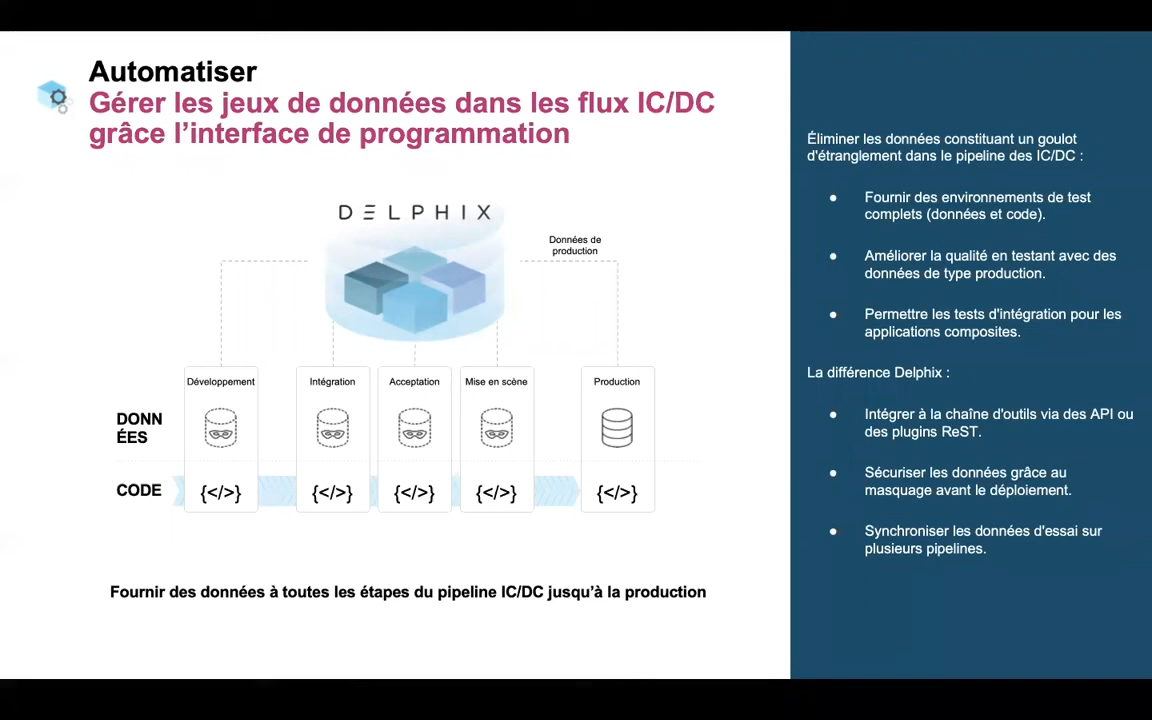 Automatiser
Gérer les jeux de données dans les flux IC/DC
grâce l’interface de programmation
DELPHIX
Données de
production
Développement
Intégration
Acceptation
Mise en scène
Production
DONN
ÉES
CODE
{</>}
{</>}
{</>}
{</>}
{</>}
Fournir des données à toutes les étapes du pipeline IC/DC jusqu’à la production
Éliminer les données constituant un goulot
d'étranglement dans le pipeline des IC/DC :
● Fournir des environnements de test
complets (données et code).
● Améliorer la qualité en testant avec des
données de type production.
● Permettre les tests d'intégration pour les
applications composites.
La différence Delphix :
● Intégrer à la chaîne d'outils via des API ou
des plugins ReST.
● Sécuriser les données grâce au
masquage avant le déploiement.
● Synchroniser les données d'essai sur
plusieurs pipelines.